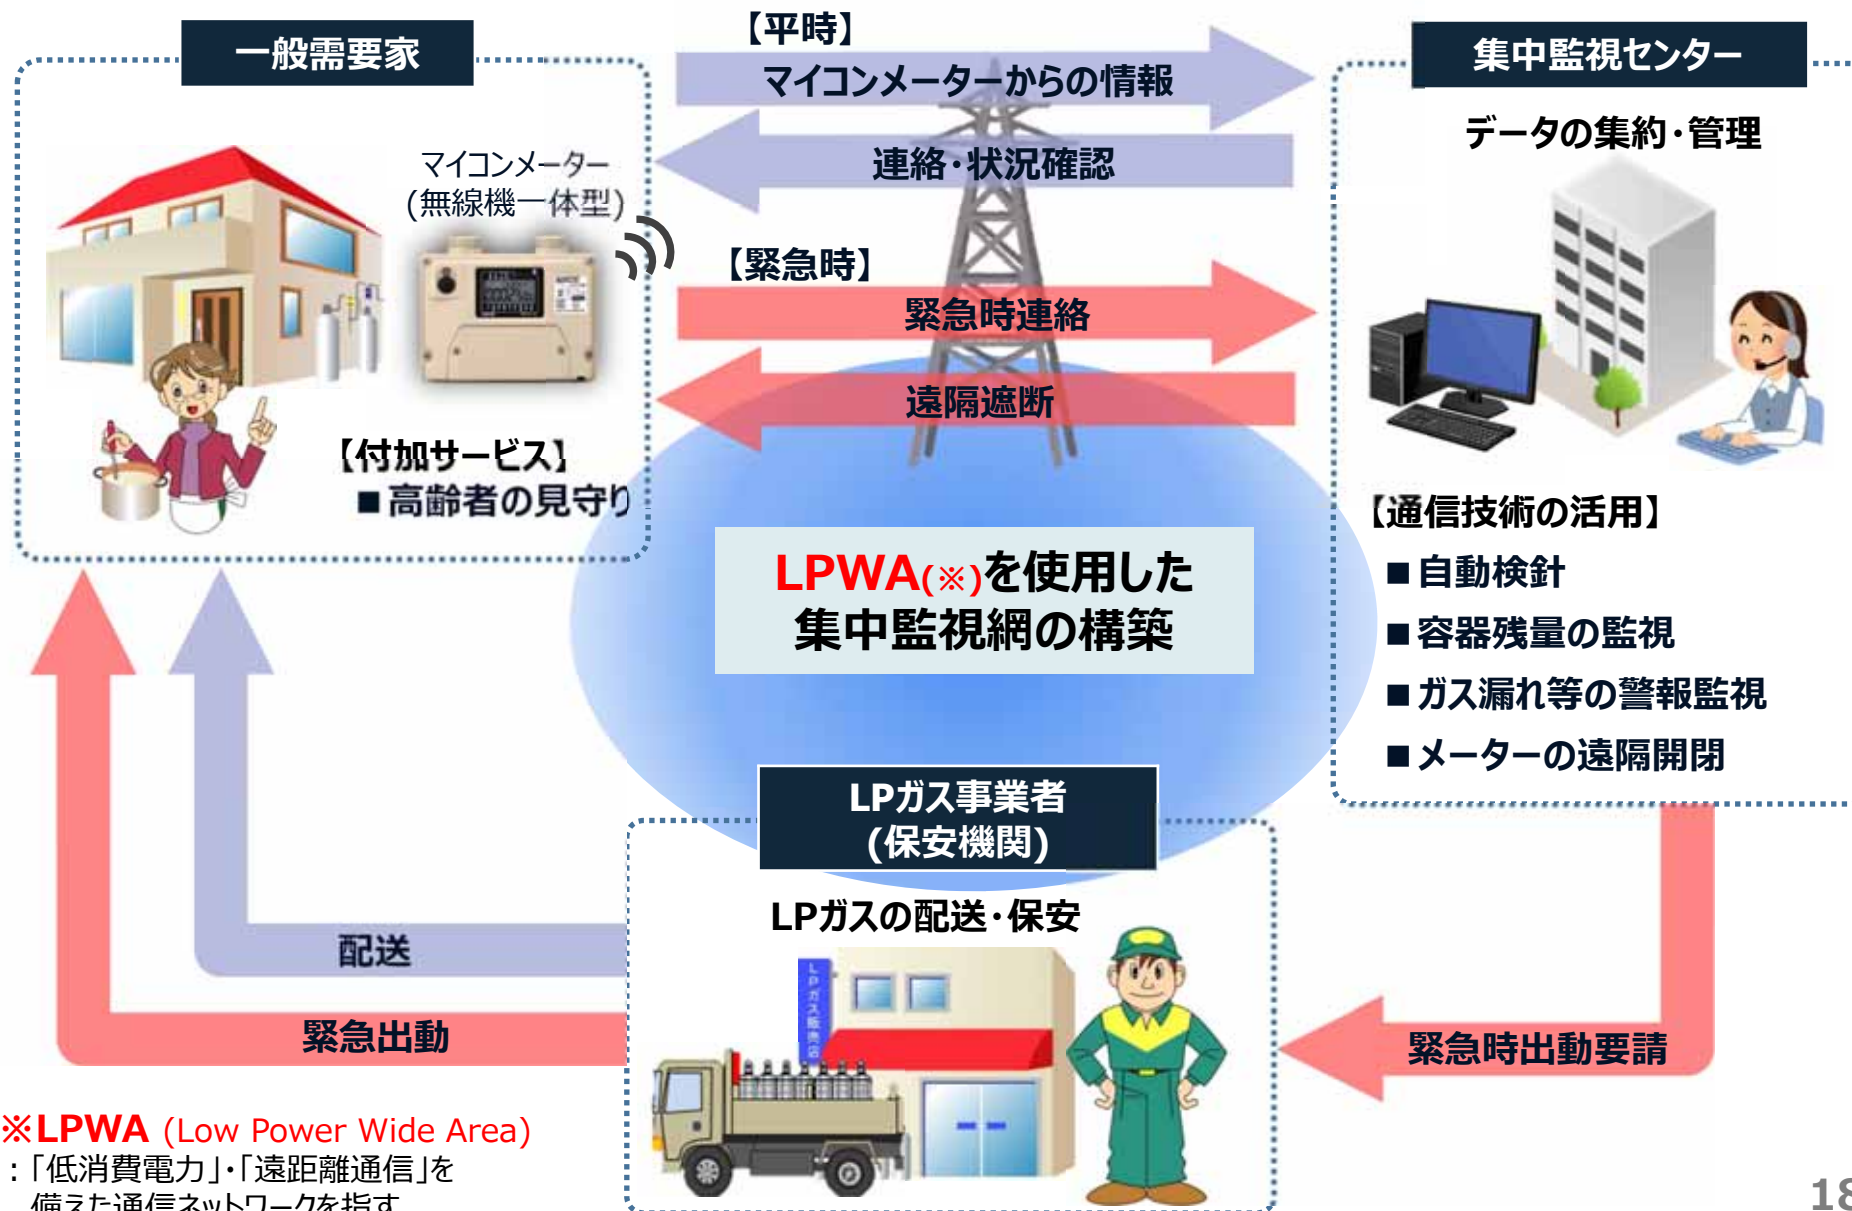 一般需要家
マイコンメーター
(無線機一体型)
【付加サービス】
■高齢者の見守り
【平時】
マイコンメーターからの情報
連絡・状況確認
【緊急時】
緊急時連絡
遠隔遮断
集中監視センター
データの集約・管理
【通信技術の活用】
■自動検針
■容器残量の監視
■ガス漏れ等の警報監視
■メーターの遠隔開閉
LPWA(※)を使用した
集中監視網の構築
LPガス事業者
(保安機関)
LPガスの配送・保安
LPガス販売店
配送
緊急出動
緊急時出動要請
※LPWA (Low Power Wide Area)
：「低消費電力」・「遠距離通信」を
備えた通信ネットワークを指す
18